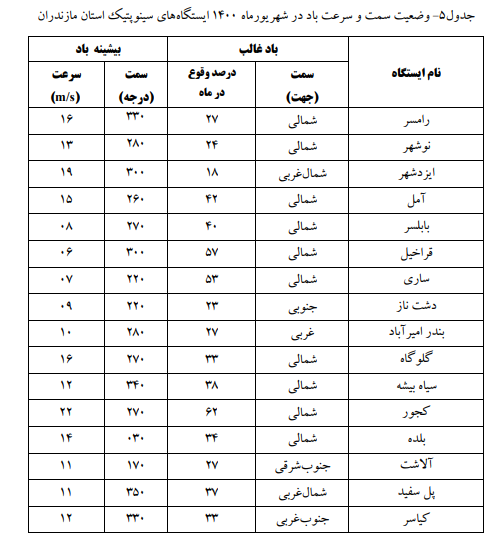 جدول۵- وضعیت سمت و سرعت باد در شهریورماه ۱۴۰۰ ایستگاه‌های سینوپتیک استان مازندران
نام ایستگاه باد غالب بیشینه باد
سمت (جهت) درصد وقوع در ماه سمت (درجه) سرعت (m/s)
رامسر شمالی ۲۷ ۳۳۰ ۱۶
نوشهر شمالی ۲۴ ۲۸۰ ۱۳
ایزدشهر شمال‌غربی ۱۸ ۳۰۰ ۱۹
آمل شمالی ۴۲ ۲۶۰ ۱۵
بابلسر شمالی ۴۰ ۲۷۰ ۰۸
قراخیل شمالی ۵۷ ۳۰۰ ۰۶
ساری شمالی ۵۳ ۲۲۰ ۰۷
دشت ناز جنوبی ۲۳ ۲۲۰ ۰۹
بندر امیرآباد غربی ۲۷ ۲۸۰ ۱۰
گلوگاه شمالی ۳۳ ۲۷۰ ۱۶
سیاه بیشه شمالی ۳۸ ۳۴۰ ۱۲
کجور شمالی ۶۲ ۲۷۰ ۲۲
بلده شمالی ۳۴ ۰۳۰ ۱۴
آلاشت جنوب‌شرقی ۲۷ ۱۷۰ ۱۱
پل سفید شمال‌غربی ۳۷ ۳۵۰ ۱۱
کیاسر جنوب‌غربی ۳۳ ۳۳۰ ۱۲